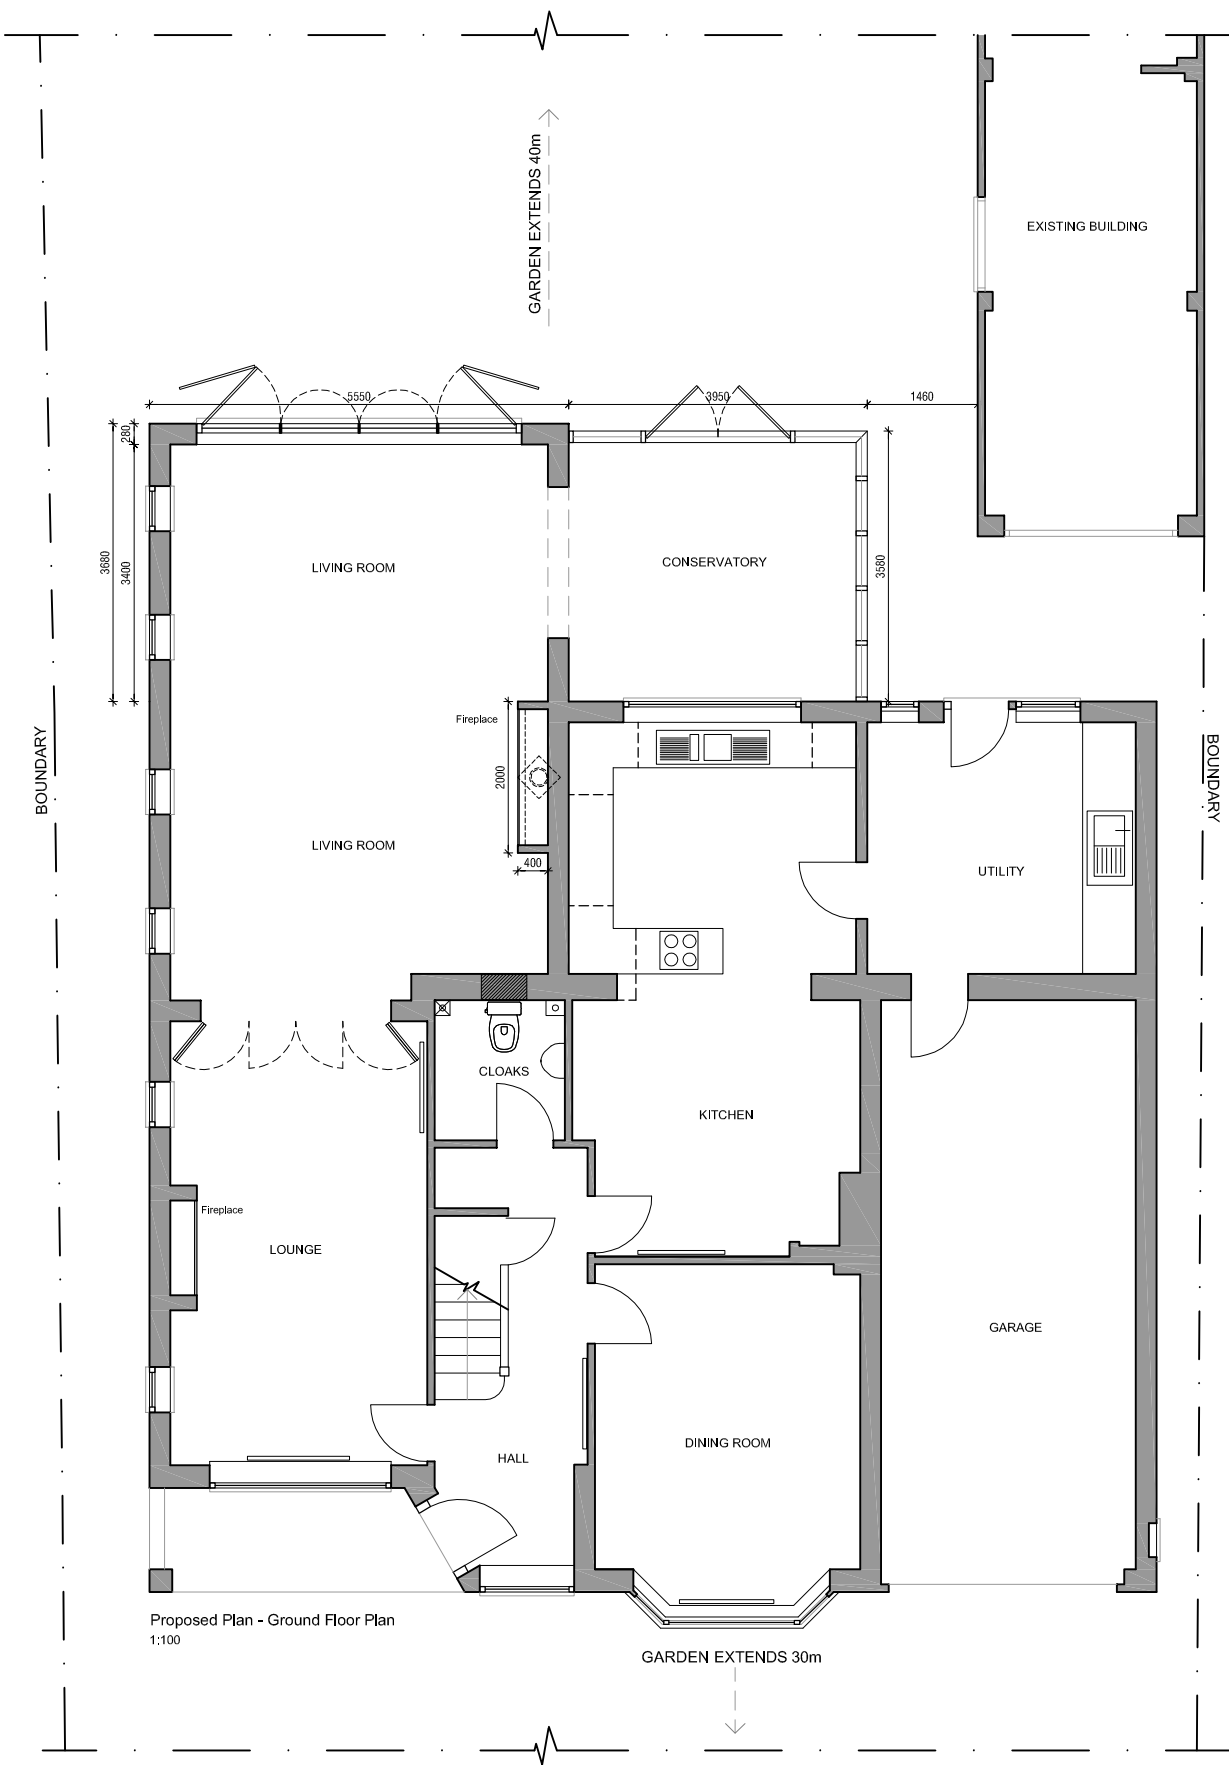 GARDEN EXTENDS 40m
EXISTING BUILDING
5550
3950
1460
280
3680
3400
3580
LIVING ROOM
CONSERVATORY
Fireplace
2000
400
LIVING ROOM
UTILITY
BOUNDARY
BOUNDARY
CLOAKS
KITCHEN
Fireplace
LOUNGE
GARAGE
DINING ROOM
HALL
Proposed Plan - Ground Floor Plan
1:100
GARDEN EXTENDS 30m